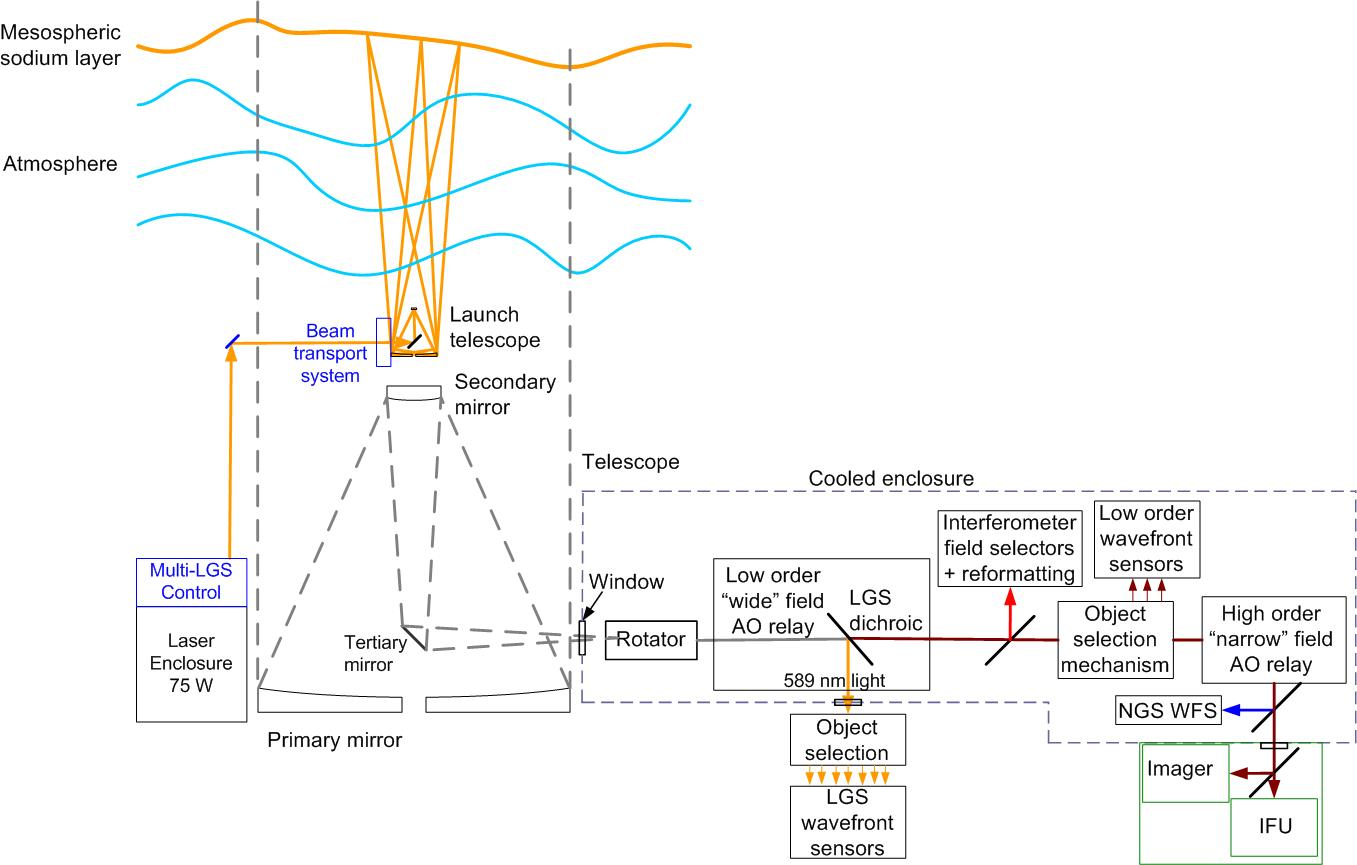 Mesospheric
sodium layer
Atmosphere
Launch
telescope
Beam
transport
system
Secondary
mirror
Telescope
Cooled enclosure
Multi-LGS
Control
Laser
Enclosure
75 W
Tertiary
mirror
Primary mirror
Window
Rotator
Low order
“wide” field
AO relay
LGS
dichroic
589 nm light
Object
selection
LGS
wavefront
sensors
Interferometer
field selectors
+ reformatting
Low order
wavefront
sensors
Object
selection
mechanism
High order
“narrow” field
AO relay
NGS WFS
Imager
IFU